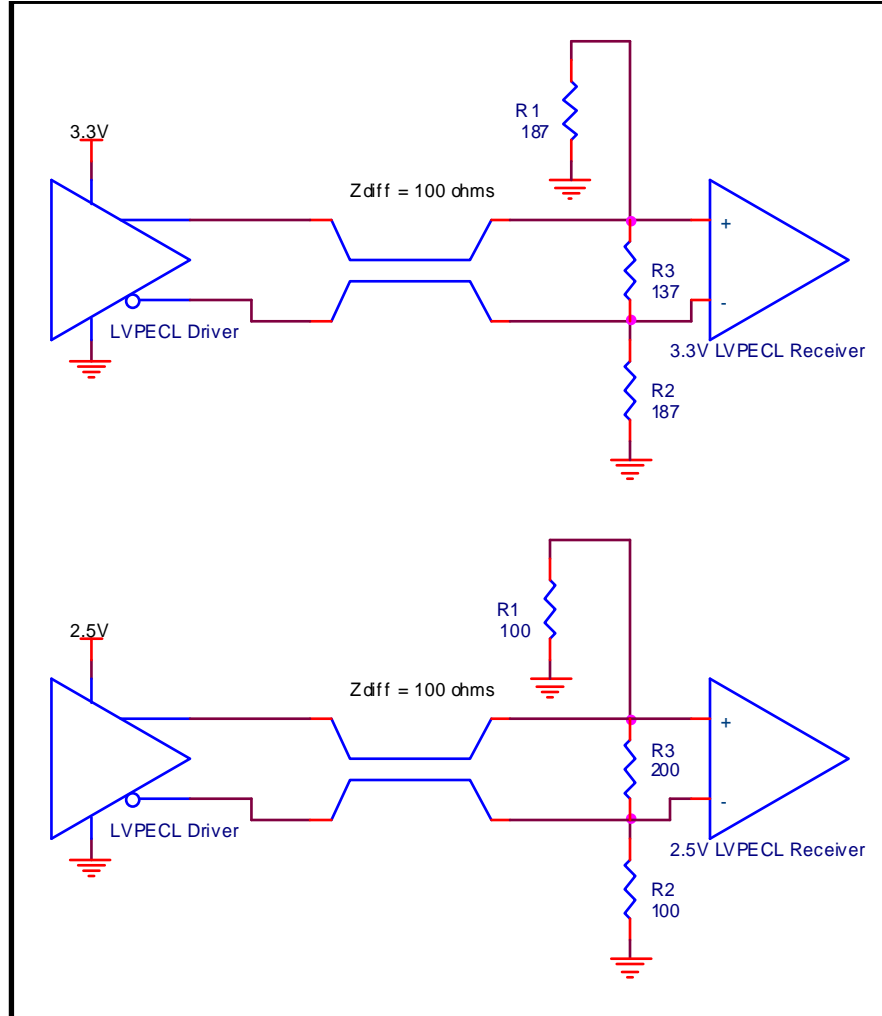 R1
187
3.3V
Zdiff = 100 ohms
+
R3
137
-
LVPECL Driver
3.3V LVPECL Receiver
R2
187
R1
100
2.5V
Zdiff = 100 ohms
+
R3
200
-
LVPECL Driver
2.5V LVPECL Receiver
R2
100